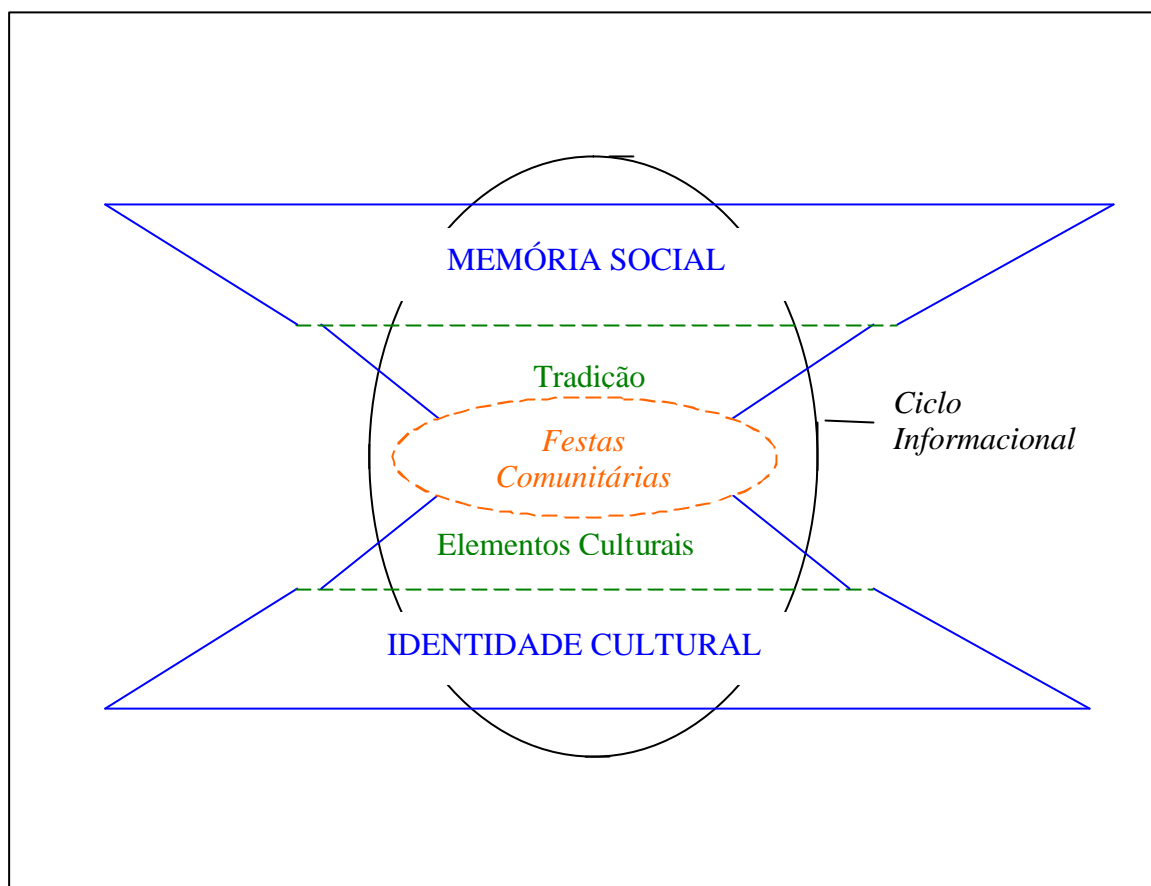 MEMÓRIA SOCIAL
Tradição
Festas
Comunitárias
Ciclo
Informacional
Elementos Culturais
IDENTIDADE CULTURAL